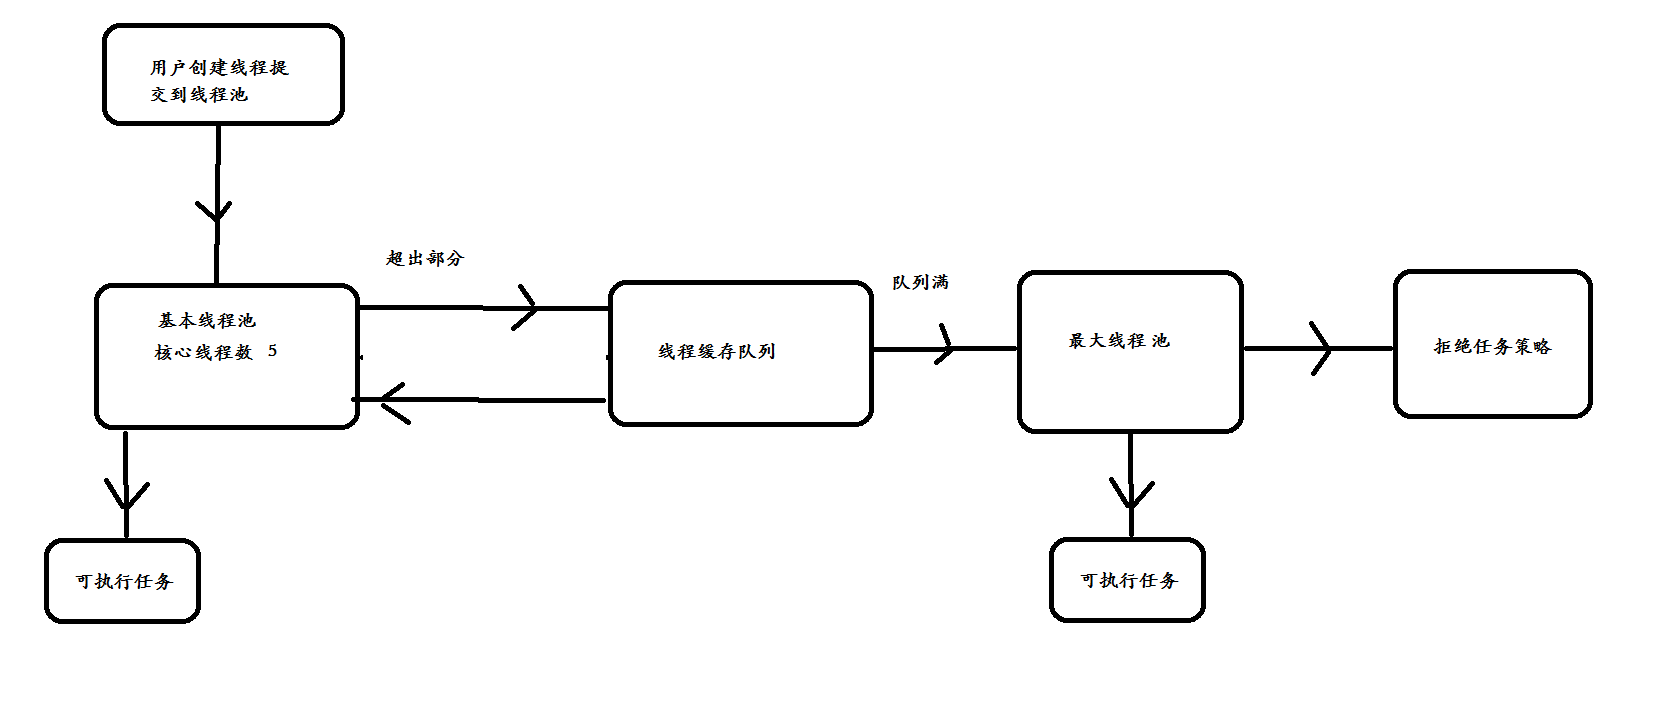 用户创建线程提
交到线程池
超出部分
队列满
基本线程池
核心线程数 5
线程缓存队列
最大线程池
拒绝任务策略
可执行任务
可执行任务